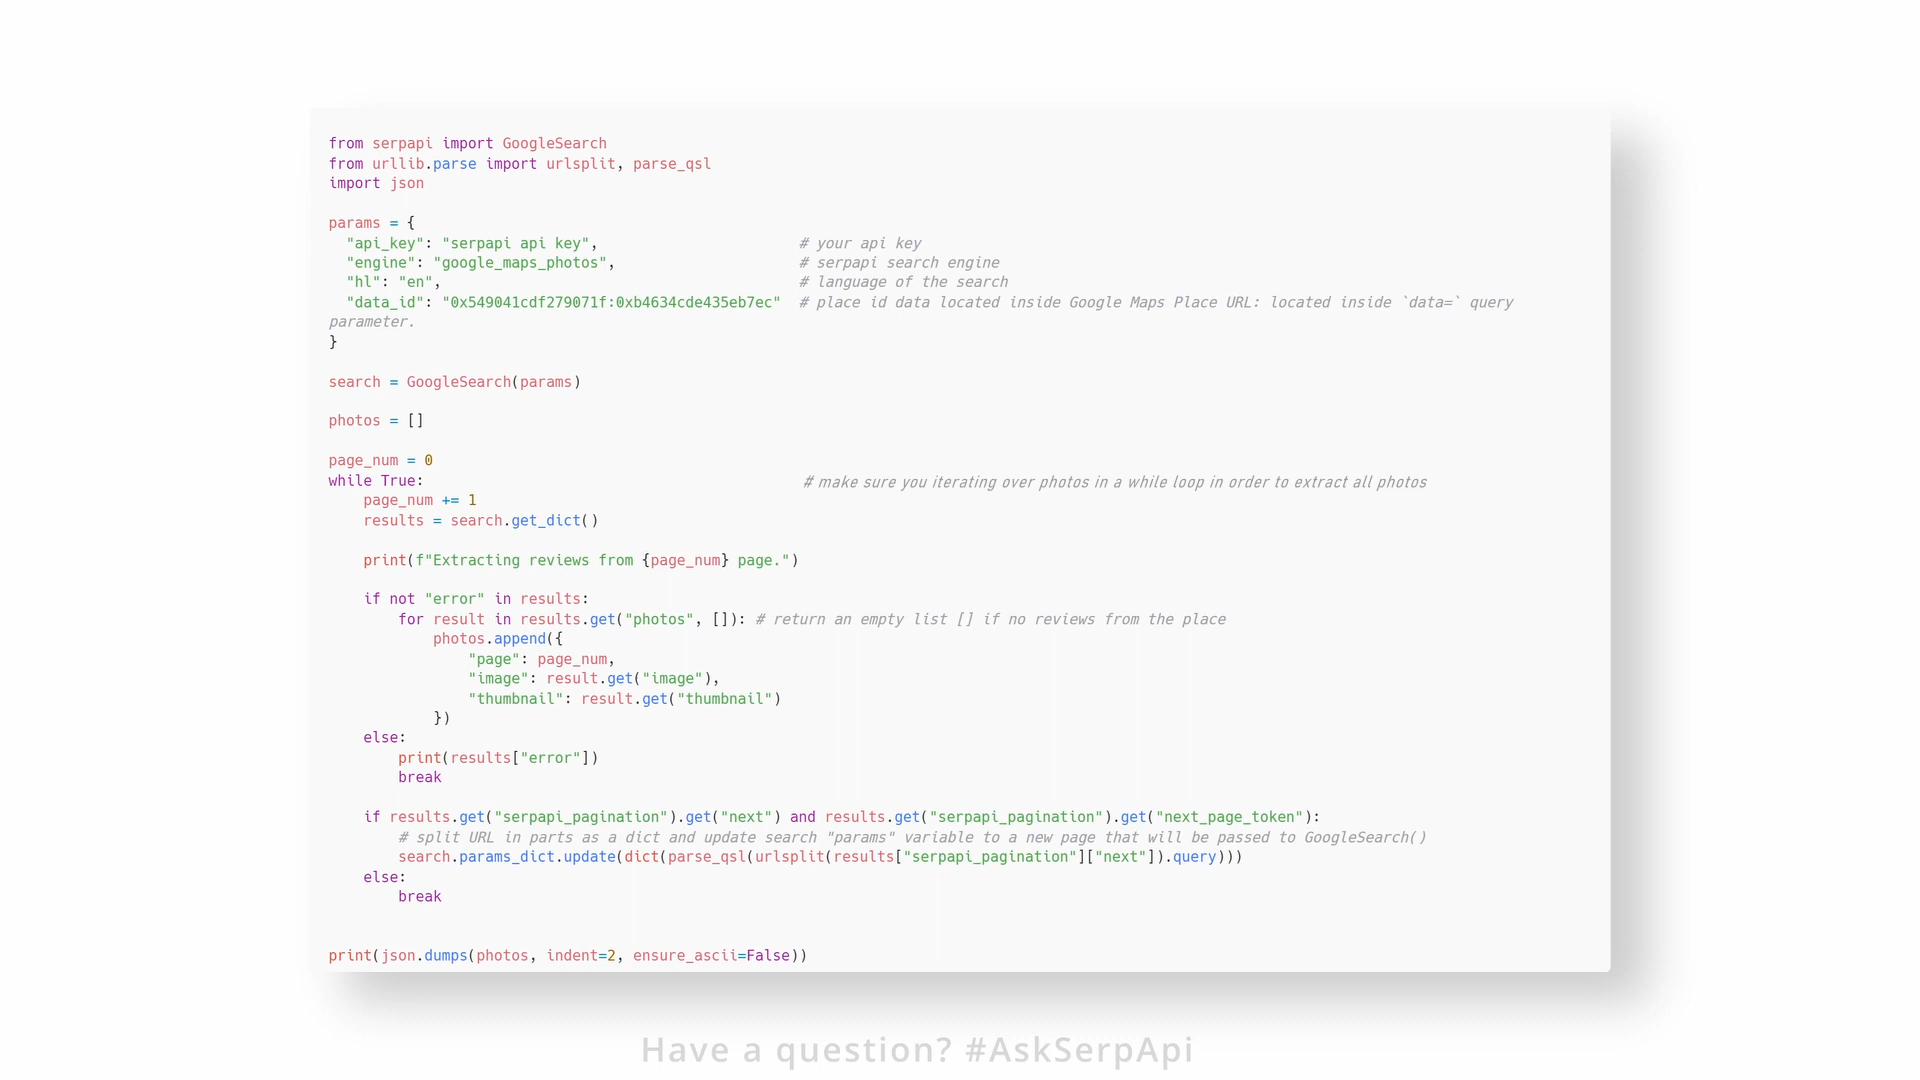 from serpapi import GoogleSearch
from urllib.parse import urlsplit, parse_qsl
import json

params = {
  "api_key": "serpapi api key",                       # your api key
  "engine": "google_maps_photos",                     # serpapi search engine
  "hl": "en",                                         # language of the search
  "data_id": "0x549041cdf279071f:0xb4634cde435eb7ec"  # place id data located inside Google Maps Place URL: located inside `data=` query
parameter.
}

search = GoogleSearch(params)

photos = []

page_num = 0
while True:                                           # make sure you iterating over photos in a while loop in order to extract all photos
    page_num += 1
    results = search.get_dict()

    print(f"Extracting reviews from {page_num} page.")

    if not "error" in results:
        for result in results.get("photos", []): # return an empty list [] if no reviews from the place
            photos.append({
                "page": page_num,
                "image": result.get("image"),
                "thumbnail": result.get("thumbnail")
            })
    else:
        print(results["error"])
        break

    if results.get("serpapi_pagination").get("next") and results.get("serpapi_pagination").get("next_page_token"):
        # split URL in parts as a dict and update search "params" variable to a new page that will be passed to GoogleSearch()
        search.params_dict.update(dict(parse_qsl(urlsplit(results["serpapi_pagination"]["next"]).query)))
    else:
        break


print(json.dumps(photos, indent=2, ensure_ascii=False))
Have a question? #AskSerpApi